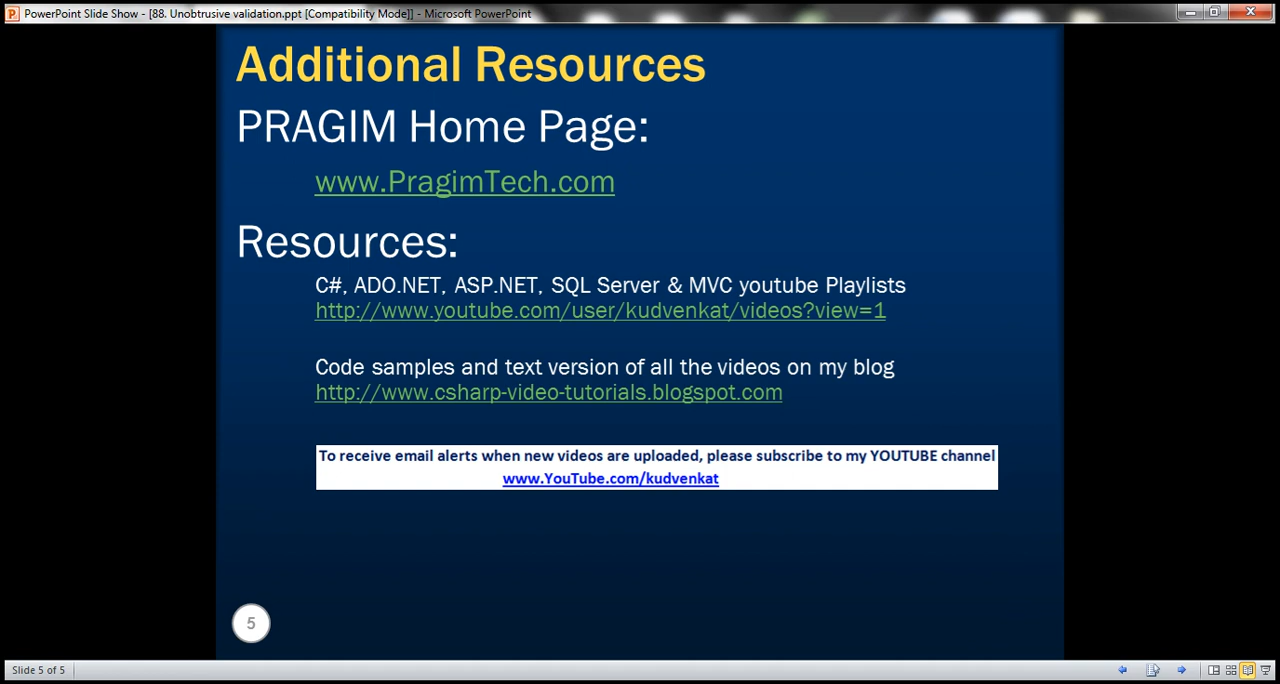 PowerPoint Slide Show - [88. Unobtrusive validation.ppt [Compatibility Mode]] - Microsoft PowerPoint
Additional Resources
PRAGIM Home Page:
www.PragimTech.com
Resources:
C#, ADO.NET, ASP.NET, SQL Server & MVC youtube Playlists
http://www.youtube.com/user/kudvenkat/videos?view=1
Code samples and text version of all the videos on my blog
http://www.csharp-video-tutorials.blogspot.com
To receive email alerts when new videos are uploaded, please subscribe to my YOUTUBE channel
www.YouTube.com/kudvenkat
5
Slide 5 of 5